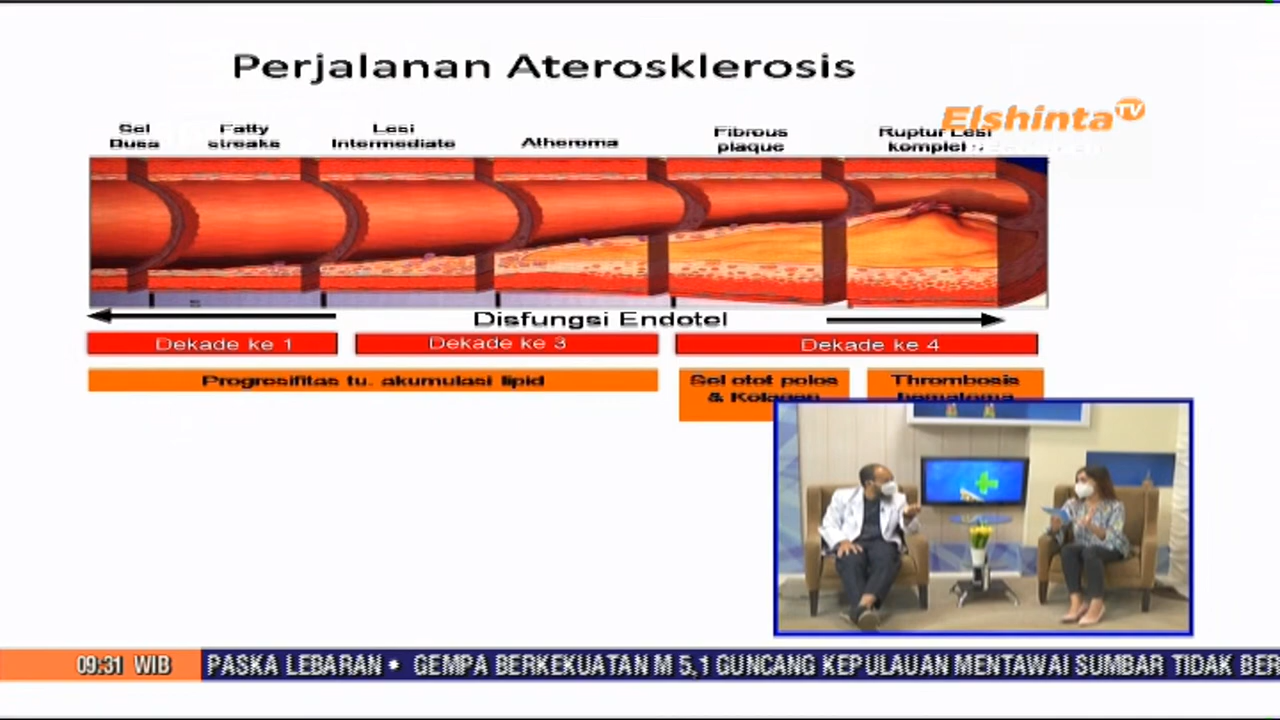 Perjalanan Aterosklerosis
Elshinta TV
Sel
Busa
Fatty
streaks
Lesi
Intermediate
Atheroma
Fibrous
plaque
Ruptur Lesi
komplek
Disfungsi Endotel
Dekade ke 1
Dekade ke 3
Dekade ke 4
Progresifitas tu. akumulasi lipid
Sel otot polos
& Kolagen
Thrombosis
hematoma
09:31 WIB
PASKA LEBARAN • GEMPA BERKEKUATAN M 5,1 GUNCANG KEPULAUAN MENTAWAI SUMBAR TIDAK BER